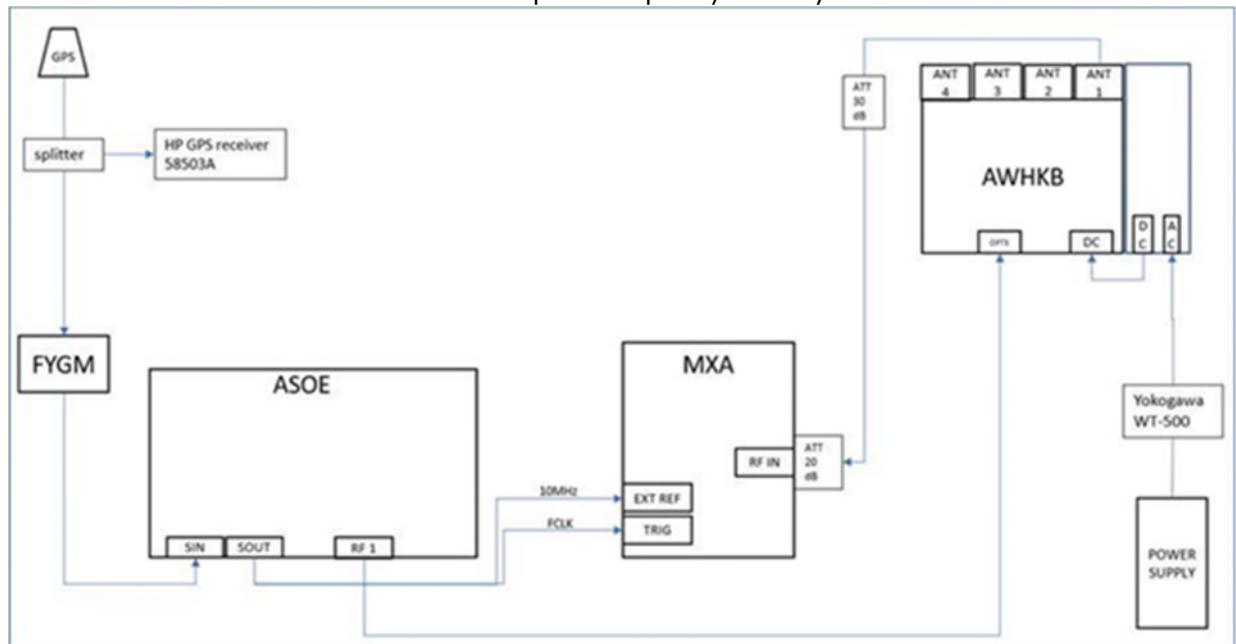 GPS
splitter
HP GPS receiver
58503A
FYGM
ASOE
SIN
SOUT
RF 1
10MHz
FCLK
MXA
RF IN
EXT REF
TRIG
ATT
20
dB
ATT
30
dB
ANT
4
ANT
3
ANT
2
ANT
1
AWHKB
DC
D
C
A
C
Yokogawa
WT-500
POWER
SUPPLY